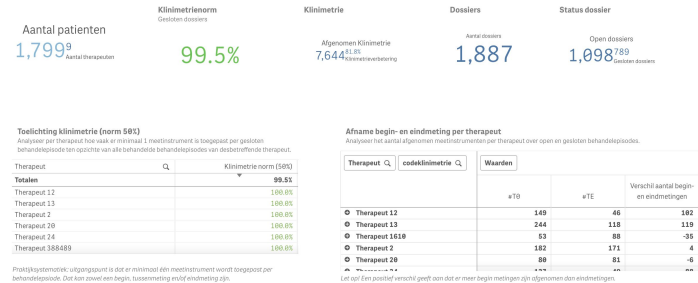 Aantal patienten
1,799
9
Aantal therapeuten
Klinimetrienorm
Gesloten dossiers
99.5%
Klinimetrie
Afgenomen Klinimetrie
7,644
81.8%
Klinimetrieverbetering
Dossiers
Aantal dossiers
1,887
Status dossier
Open dossiers
1,098
789
Gesloten dossiers
Toelichting klinimetrie (norm 50%)
Analyseer per therapeut hoe vaak er minimaal 1 meetinstrument is toegepast per gesloten
behandelepisode ten opzichte van alle behandelde behandelepisodes van desbetreffende therapeut.
Therapeut Klinimetrie norm (50%)
Totalen 99.5%
Therapeut 12 100.0%
Therapeut 13 100.0%
Therapeut 2 100.0%
Therapeut 20 100.0%
Therapeut 24 100.0%
Therapeut 388489 100.0%
Praktijksystematiek: uitgangspunt is dat er minimaal één meetinstrument wordt toegepast per
behandelepisode. Dat kan zowel een begin, tussenmeting en/of eindmeting zijn.
Afname begin- en eindmeting per therapeut
Analyseer het aantal afgenomen meetinstrumenten per therapeut over open en gesloten behandelepisodes.
Therapeut codeklinimetrie Waarden
#T0 #TE Verschil aantal begin-
en eindmetingen
Therapeut 12 149 46 102
Therapeut 13 244 118 119
Therapeut 1610 53 88 -35
Therapeut 2 182 171 4
Therapeut 20 80 81 -6
Therapeut 24
Let op! Een positief verschil geeft aan dat er meer begin metingen zijn afgenomen dan eindmetingen.